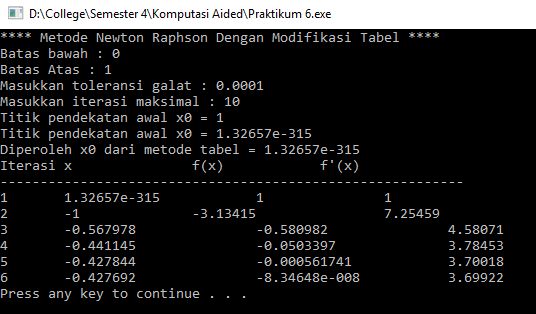 D:\College\Semester 4\Komputasi Aided\Praktikum 6.exe
**** Metode Newton Raphson Dengan Modifikasi Tabel ****
Batas bawah : 0
Batas Atas : 1
Masukkan toleransi galat : 0.0001
Masukkan iterasi maksimal : 10
Titik pendekatan awal x0 = 1
Titik pendekatan awal x0 = 1.32657e-315
Diperoleh x0 dari metode tabel = 1.32657e-315
Iterasi x f(x) f'(x)
----------------------------------------------------------
1 1.32657e-315 1 1
2 -1 -3.13415 7.25459
3 -0.567978 -0.580982 4.58071
4 -0.441145 -0.0503397 3.78453
5 -0.427844 -0.000561741 3.70018
6 -0.427692 -8.34648e-008 3.69922
Press any key to continue . . .